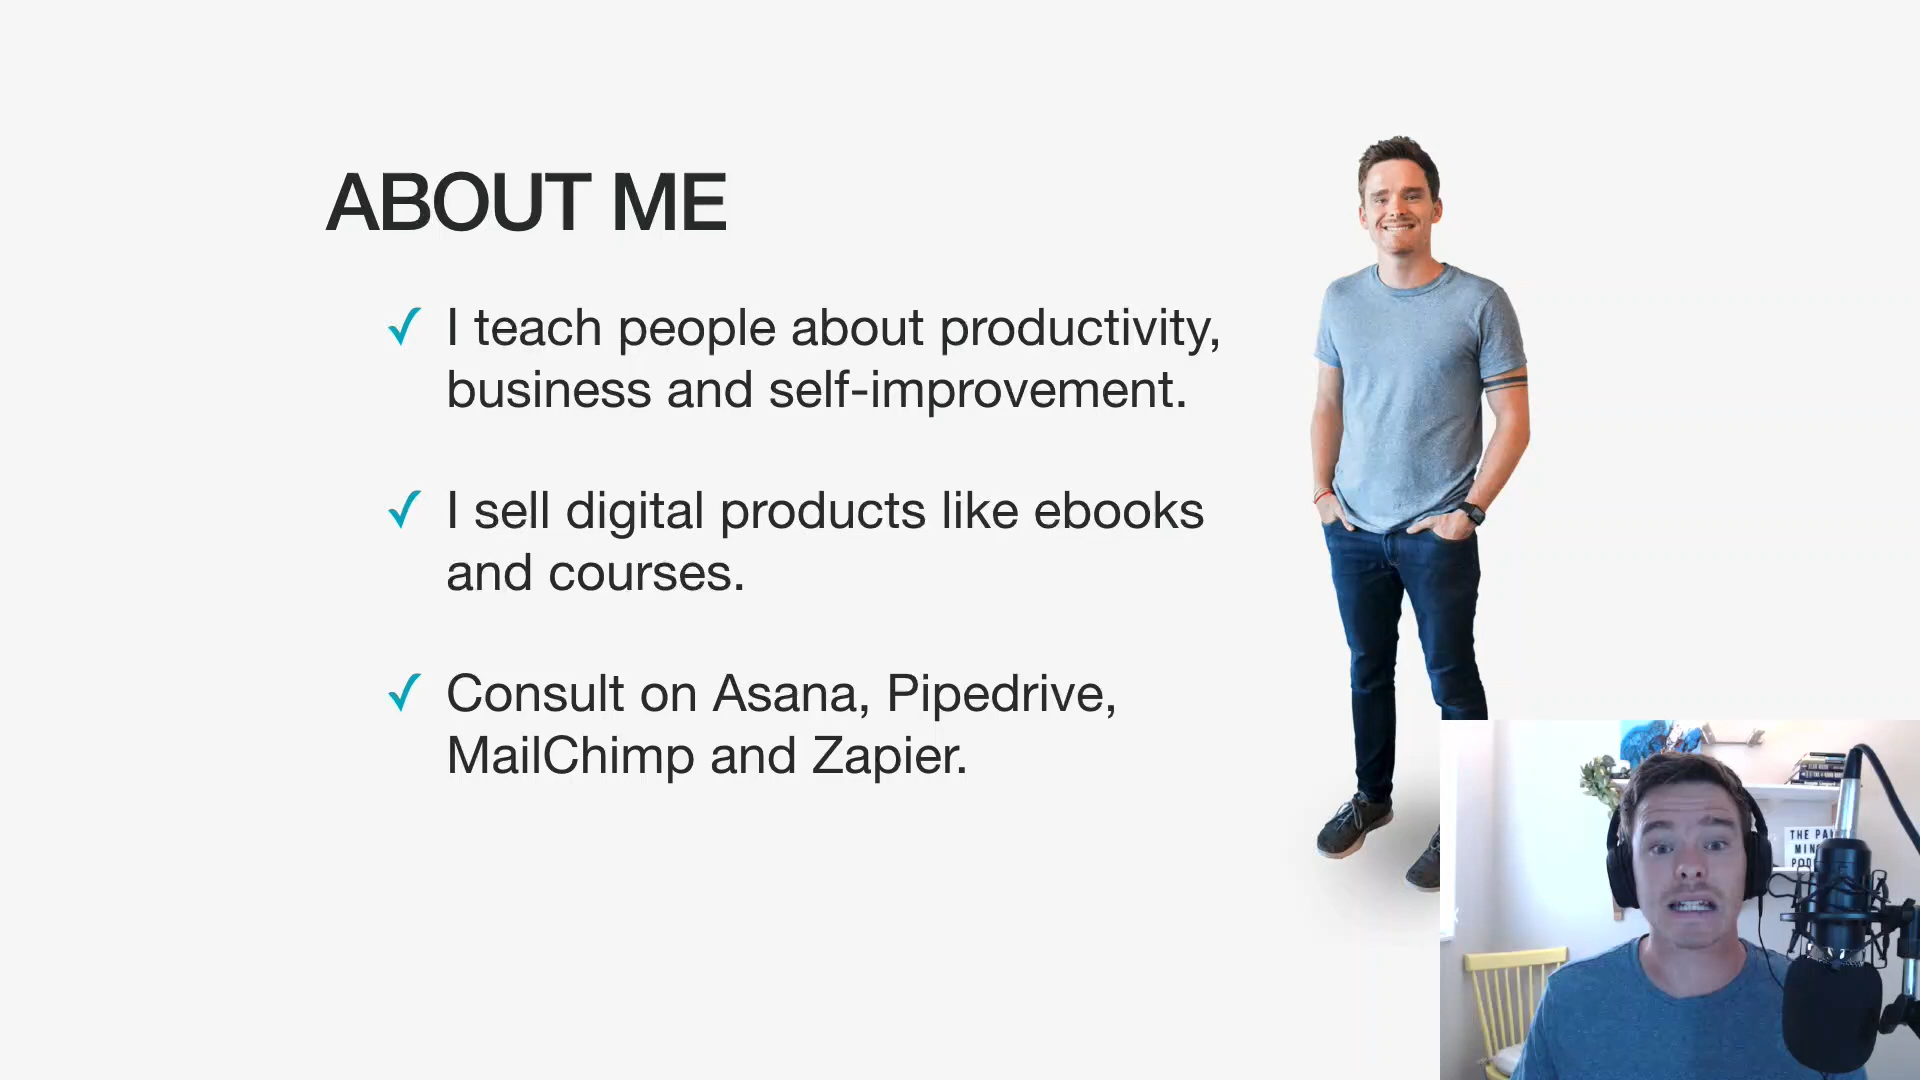 ABOUT ME
✓ I teach people about productivity,
business and self-improvement.
✓ I sell digital products like ebooks
and courses.
✓ Consult on Asana, Pipedrive,
MailChimp and Zapier.
THE